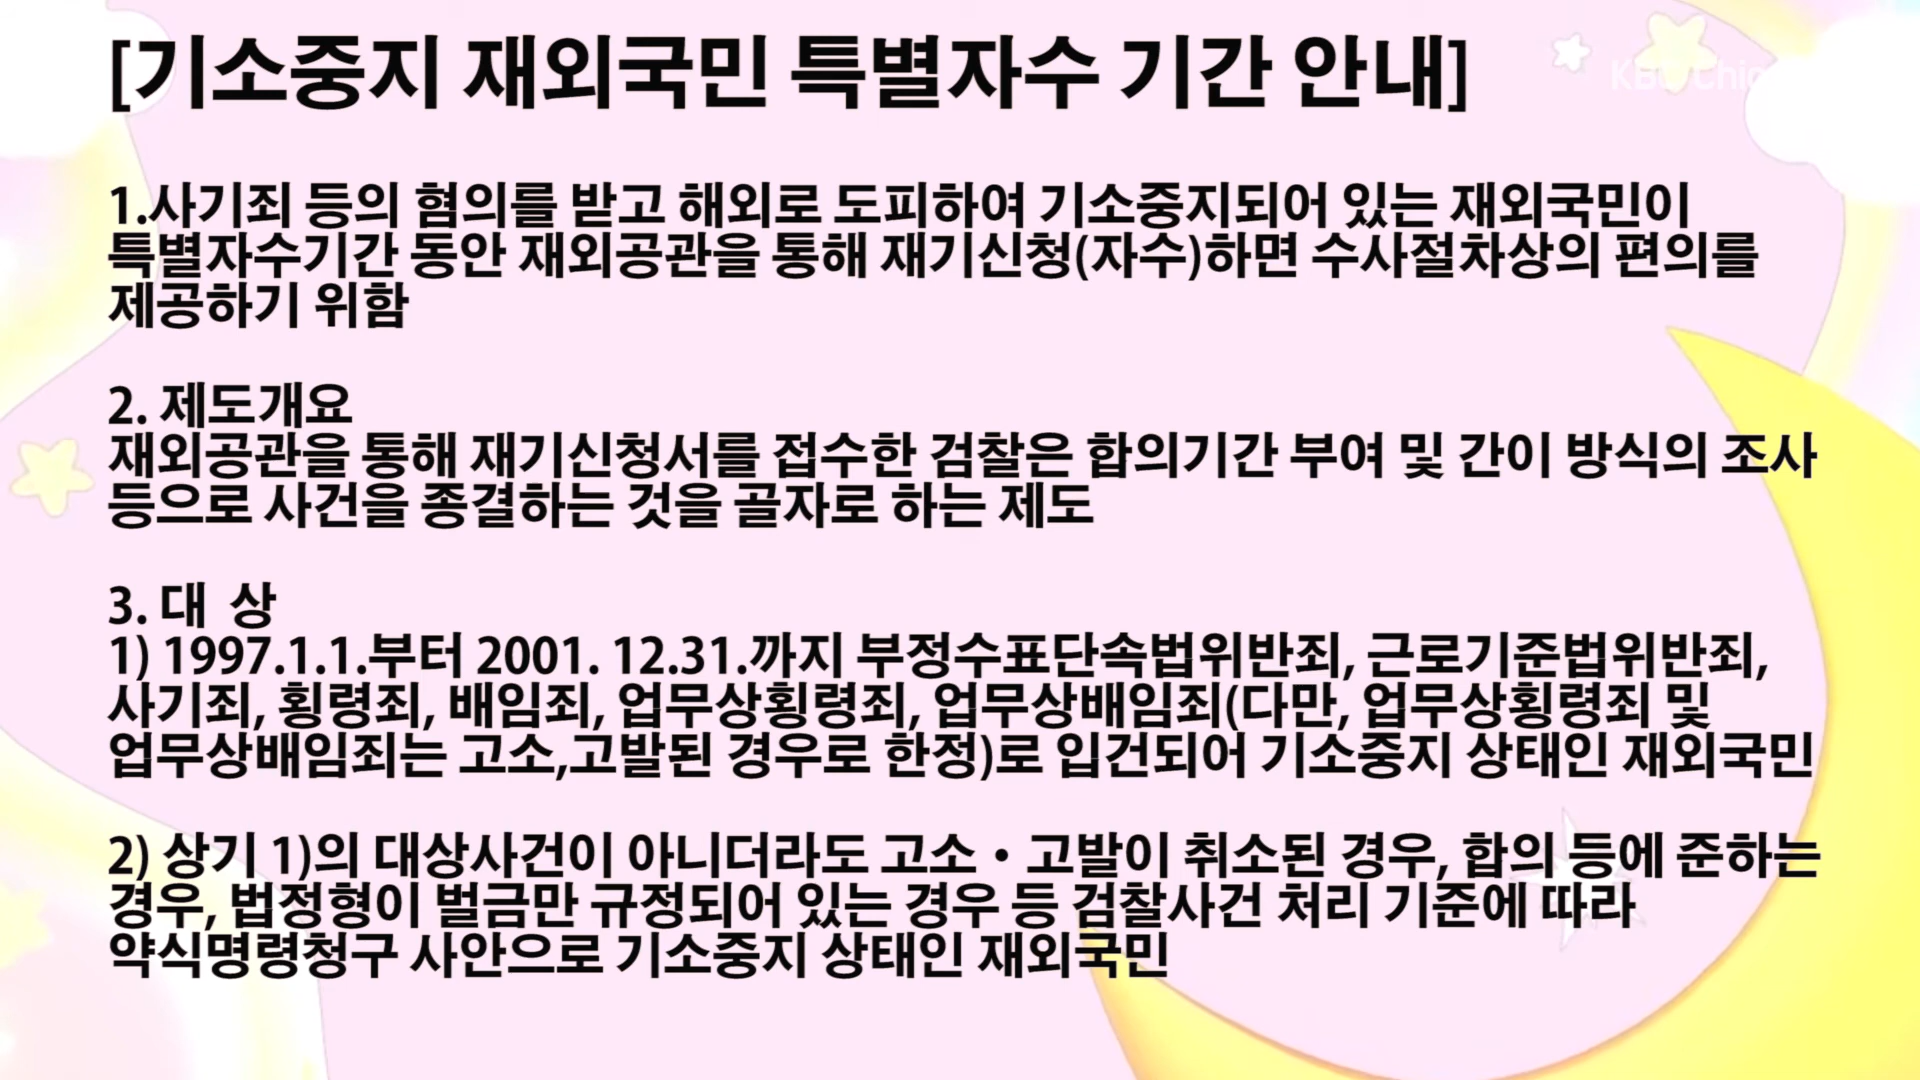 [기소중지 재외국민 특별자수 기간 안내]
1.사기죄 등의 혐의를 받고 해외로 도피하여 기소중지되어 있는 재외국민이
특별자수기간 동안 재외공관을 통해 재기신청(자수)하면 수사절차상의 편의를
제공하기 위함
2. 제도개요
재외공관을 통해 재기신청서를 접수한 검찰은 합의기간 부여 및 간이 방식의 조사
등으로 사건을 종결하는 것을 골자로 하는 제도
3. 대 상
1) 1997.1.1.부터 2001. 12.31.까지 부정수표단속법위반죄, 근로기준법위반죄,
사기죄, 횡령죄, 배임죄, 업무상횡령죄, 업무상배임죄(다만, 업무상횡령죄 및
업무상배임죄는 고소,고발된 경우로 한정)로 입건되어 기소중지 상태인 재외국민
2) 상기 1)의 대상사건이 아니더라도 고소・고발이 취소된 경우, 합의 등에 준하는
경우, 법정형이 벌금만 규정되어 있는 경우 등 검찰사건 처리 기준에 따라
약식명령청구 사안으로 기소중지 상태인 재외국민